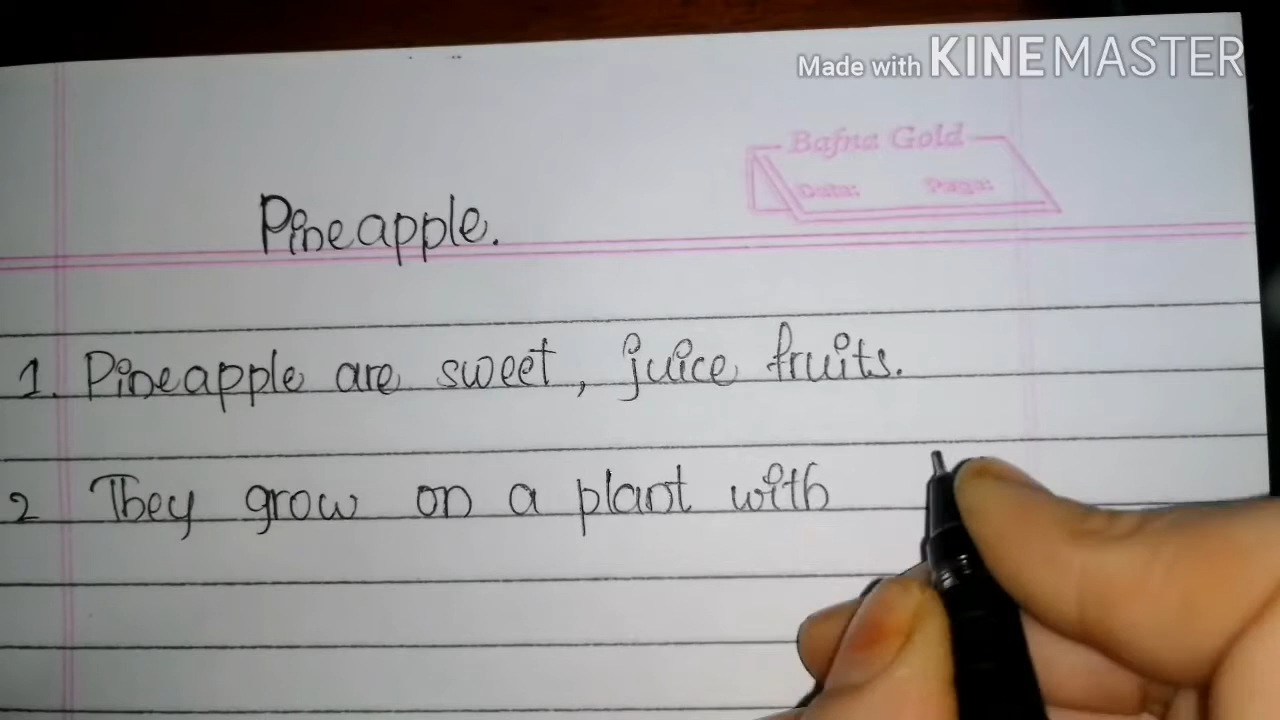 Made with KINEMASTER
Bafna Gold
Date: Page:
Pineapple.
1. Pineapple are sweet, juice fruits.
2 They grow on a plant with